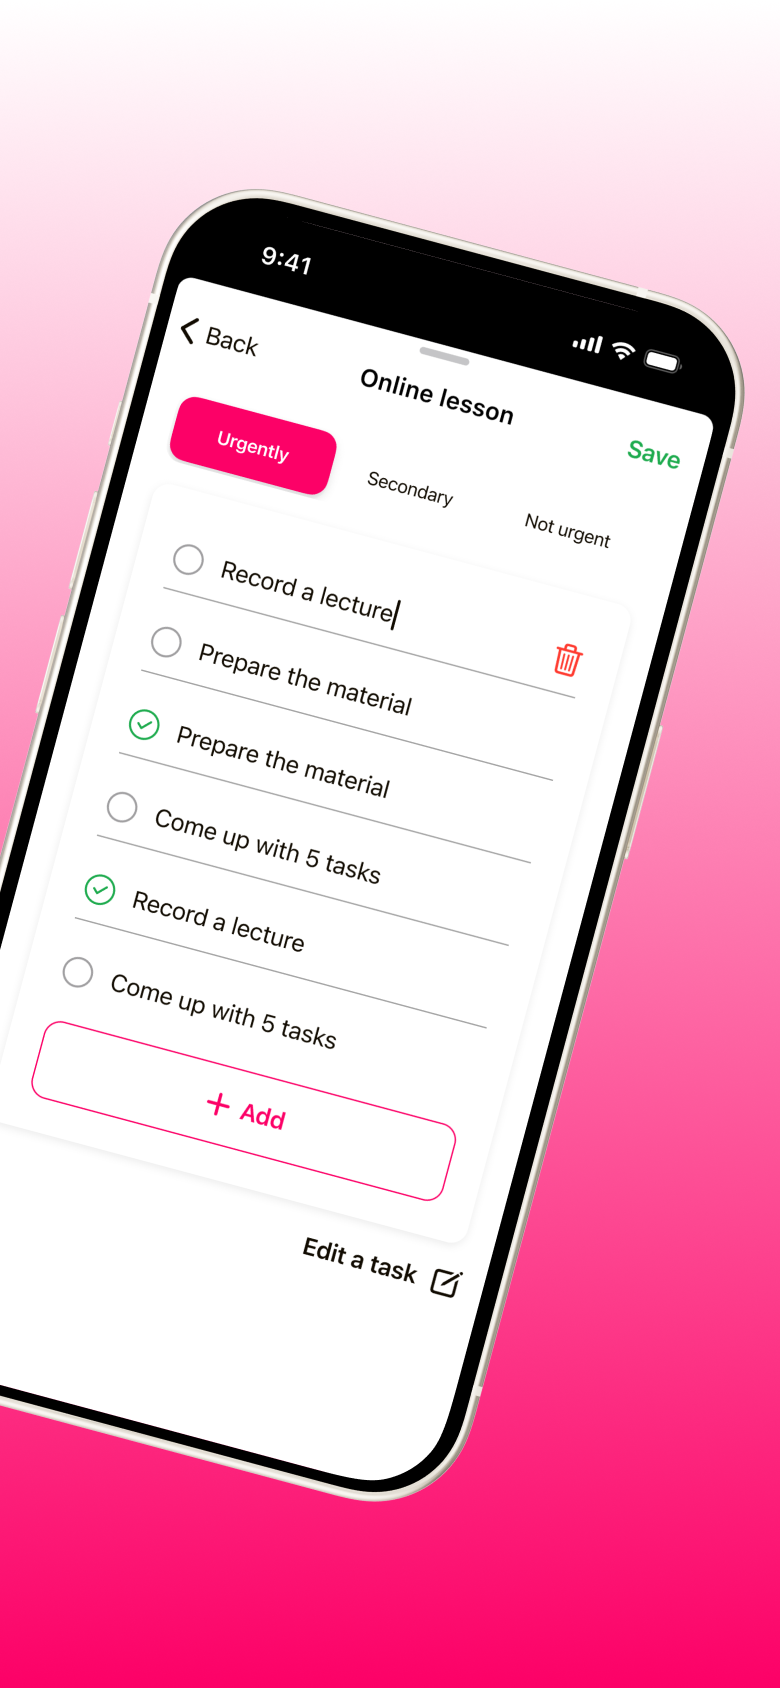 9:41
Back
Online lesson
Save
Urgently
Secondary
Not urgent
Record a lecture
Prepare the material
Prepare the material
Come up with 5 tasks
Record a lecture
Come up with 5 tasks
+ Add
Edit a task